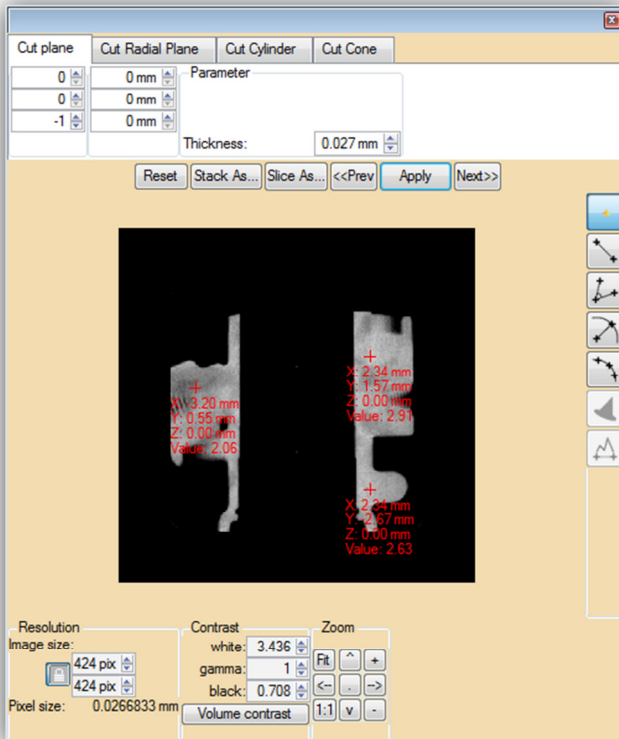 Cut plane Cut Radial Plane Cut Cylinder Cut Cone
0 0 mm Parameter
0 0 mm
-1 0 mm
Thickness: 0.027 mm
Reset Stack As... Slice As... <<Prev Apply Next>>
X: 3.20 mm
Y: 0.55 mm
Z: 0.00 mm
Value: 2.06
X: 2.34 mm
Y: 1.57 mm
Z: 0.00 mm
Value: 2.91
X: 2.34 mm
Y: 2.67 mm
Z: 0.00 mm
Value: 2.63
Resolution
Image size:
424 pix
424 pix
Pixel size: 0.0266833 mm
Contrast
white: 3.436
gamma: 1
black: 0.708
Volume contrast
Zoom
Fit ^ +
<-- . -->
1:1 v -